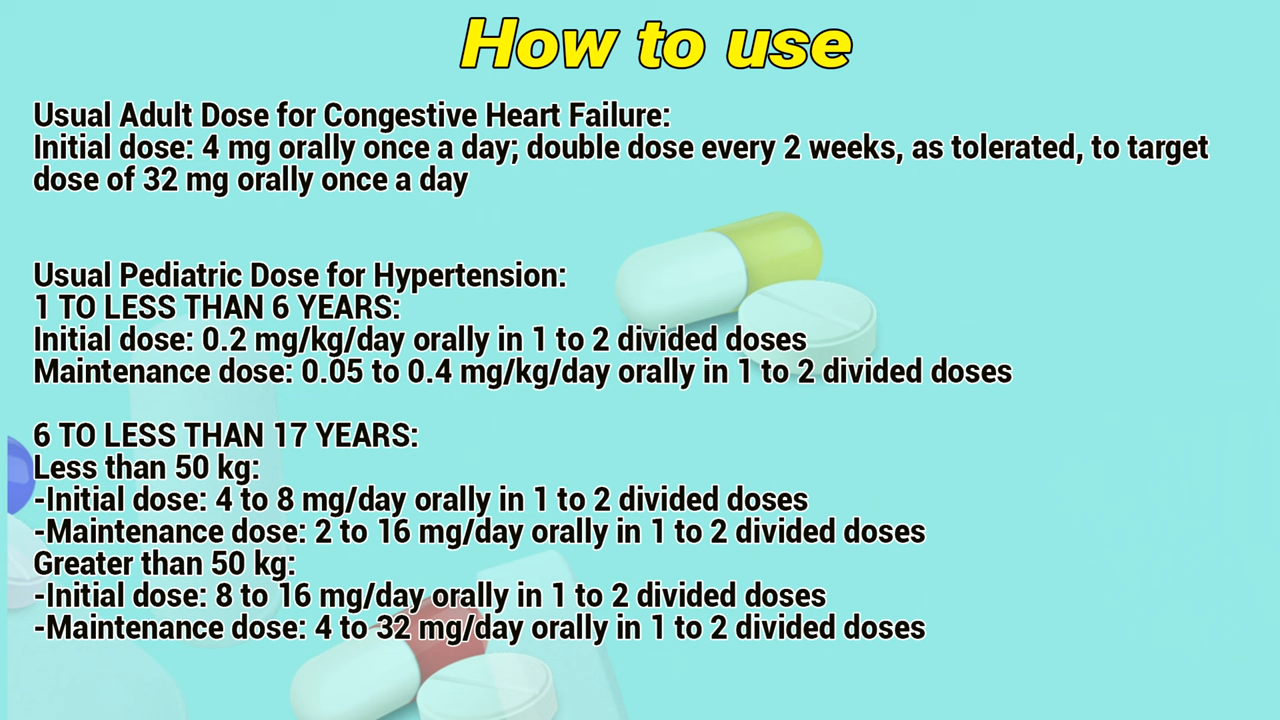 How to use
Usual Adult Dose for Congestive Heart Failure:
Initial dose: 4 mg orally once a day; double dose every 2 weeks, as tolerated, to target
dose of 32 mg orally once a day
Usual Pediatric Dose for Hypertension:
1 TO LESS THAN 6 YEARS:
Initial dose: 0.2 mg/kg/day orally in 1 to 2 divided doses
Maintenance dose: 0.05 to 0.4 mg/kg/day orally in 1 to 2 divided doses
6 TO LESS THAN 17 YEARS:
Less than 50 kg:
-Initial dose: 4 to 8 mg/day orally in 1 to 2 divided doses
-Maintenance dose: 2 to 16 mg/day orally in 1 to 2 divided doses
Greater than 50 kg:
-Initial dose: 8 to 16 mg/day orally in 1 to 2 divided doses
-Maintenance dose: 4 to 32 mg/day orally in 1 to 2 divided doses